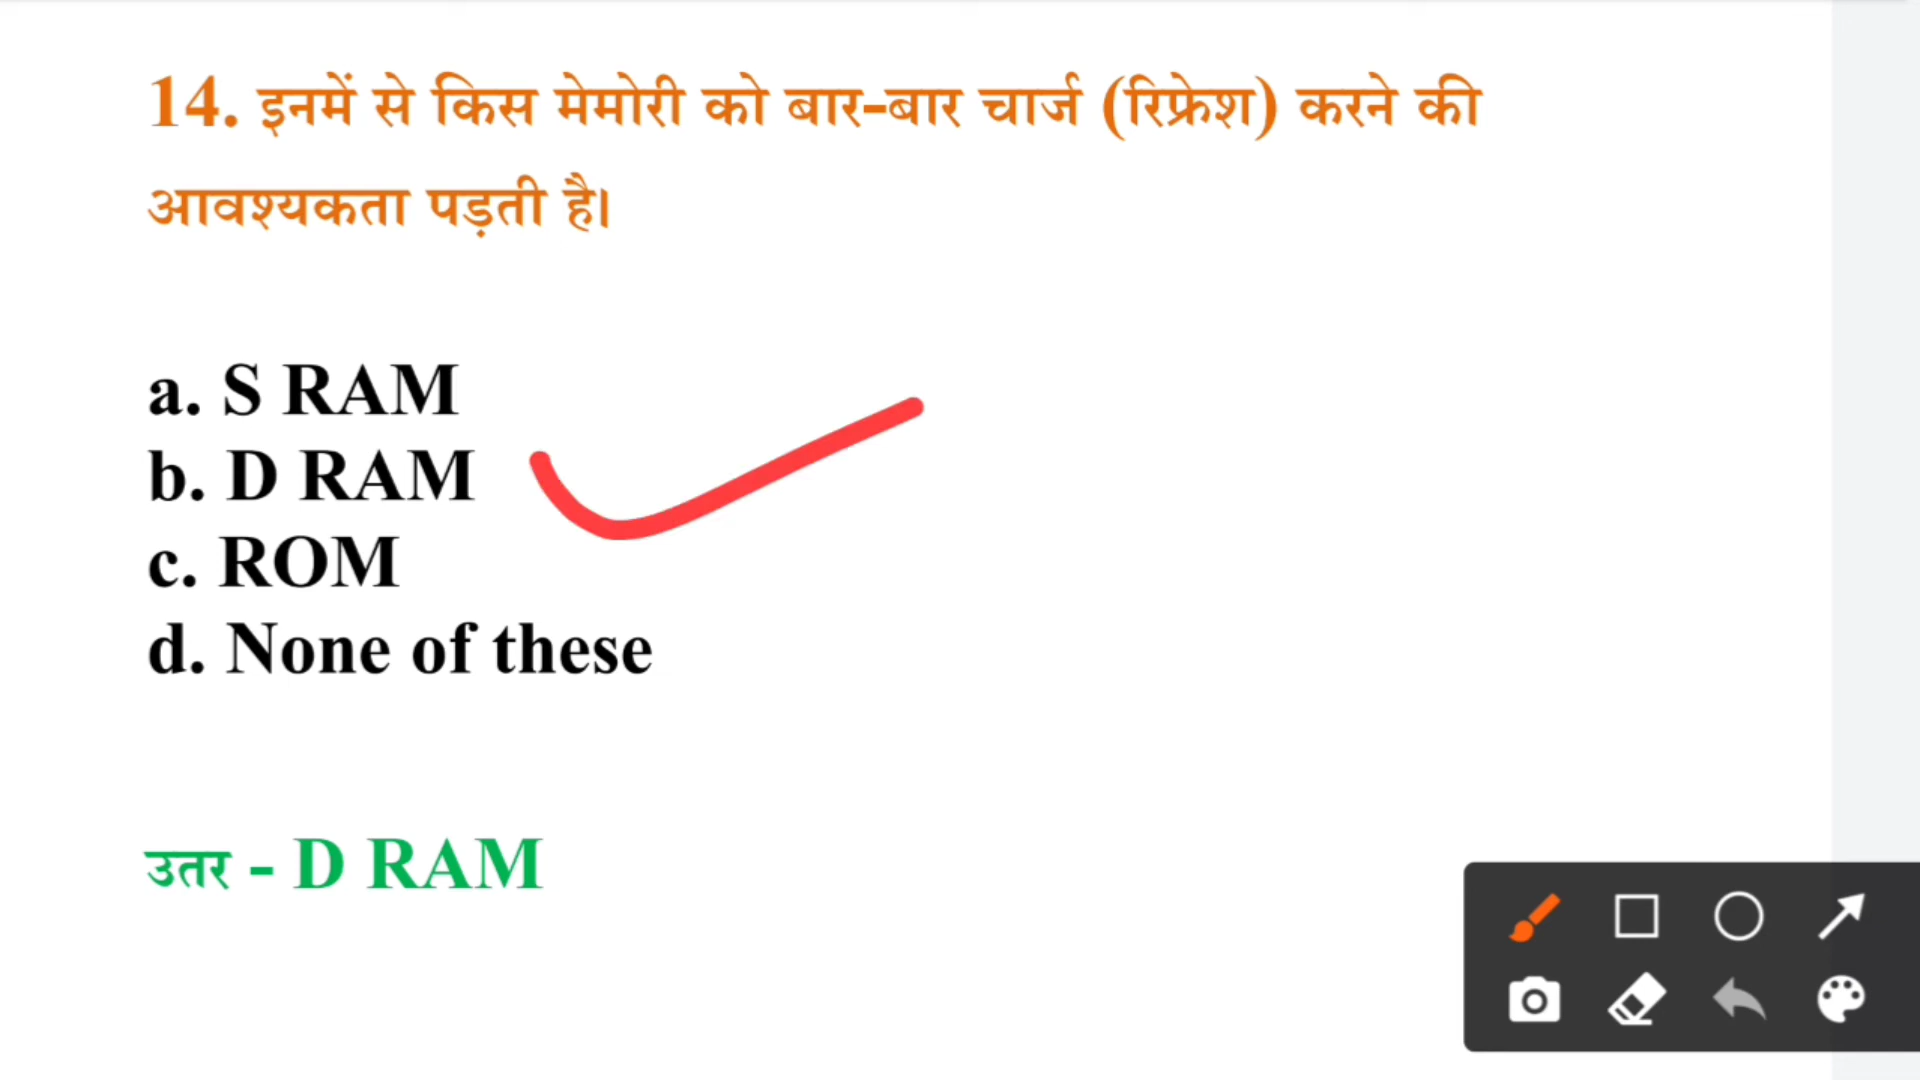 14. इनमें से किस मेमोरी को बार-बार चार्ज (रिफ्रेश) करने की
आवश्यकता पड़ती है।
a. S RAM
b. D RAM
c. ROM
d. None of these
उतर - D RAM